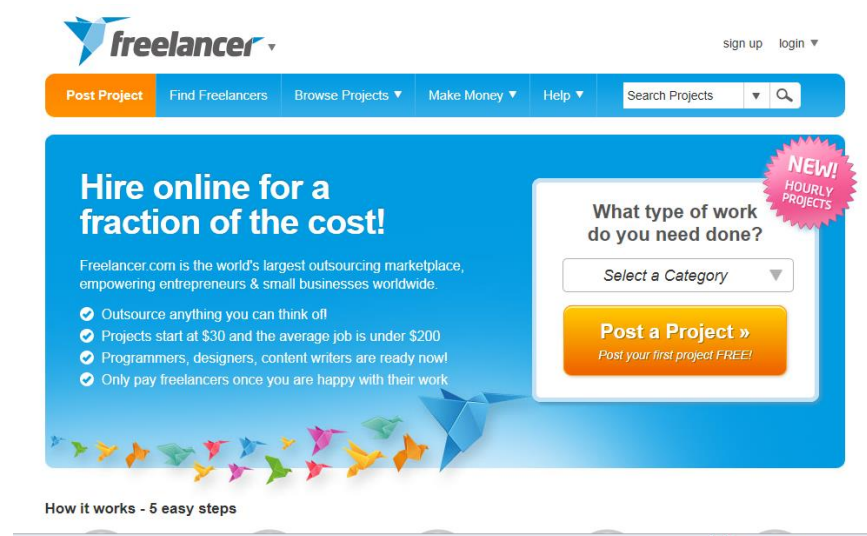 freelancer
sign up login
Post Project Find Freelancers Browse Projects Make Money Help Search Projects
NEW!
HOURLY
PROJECTS
Hire online for a
fraction of the cost!
Freelancer.com is the world's largest outsourcing marketplace,
empowering entrepreneurs & small businesses worldwide.
Outsource anything you can think of!
Projects start at $30 and the average job is under $200
Programmers, designers, content writers are ready now!
Only pay freelancers once you are happy with their work
What type of work
do you need done?
Select a Category
Post a Project »
Post your first project FREE!
How it works - 5 easy steps